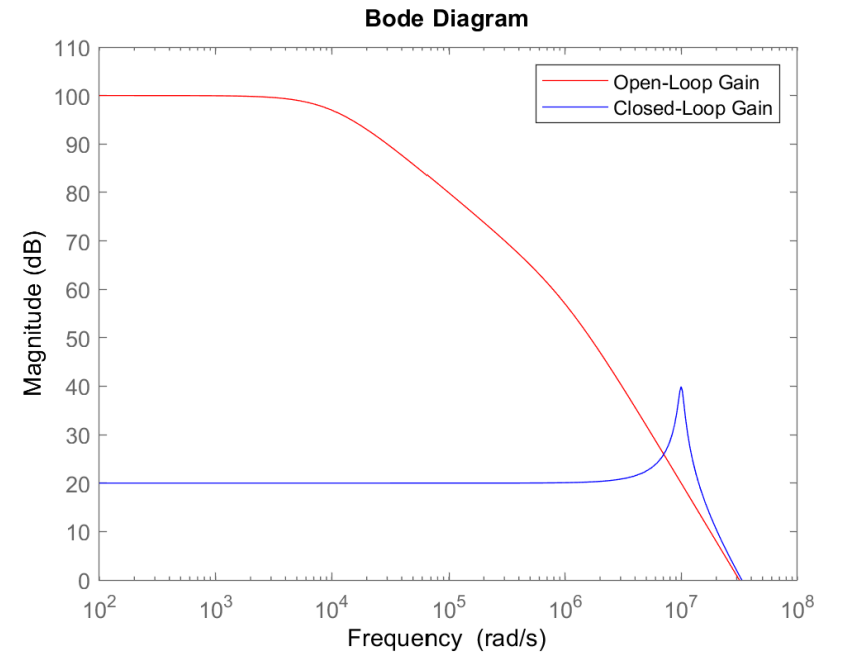 Bode Diagram
110
100
90
80
70
60
50
40
30
20
10
0
Magnitude (dB)
Open-Loop Gain
Closed-Loop Gain
10² 10³ 10⁴ 10⁵ 10⁶ 10⁷ 10⁸
Frequency (rad/s)